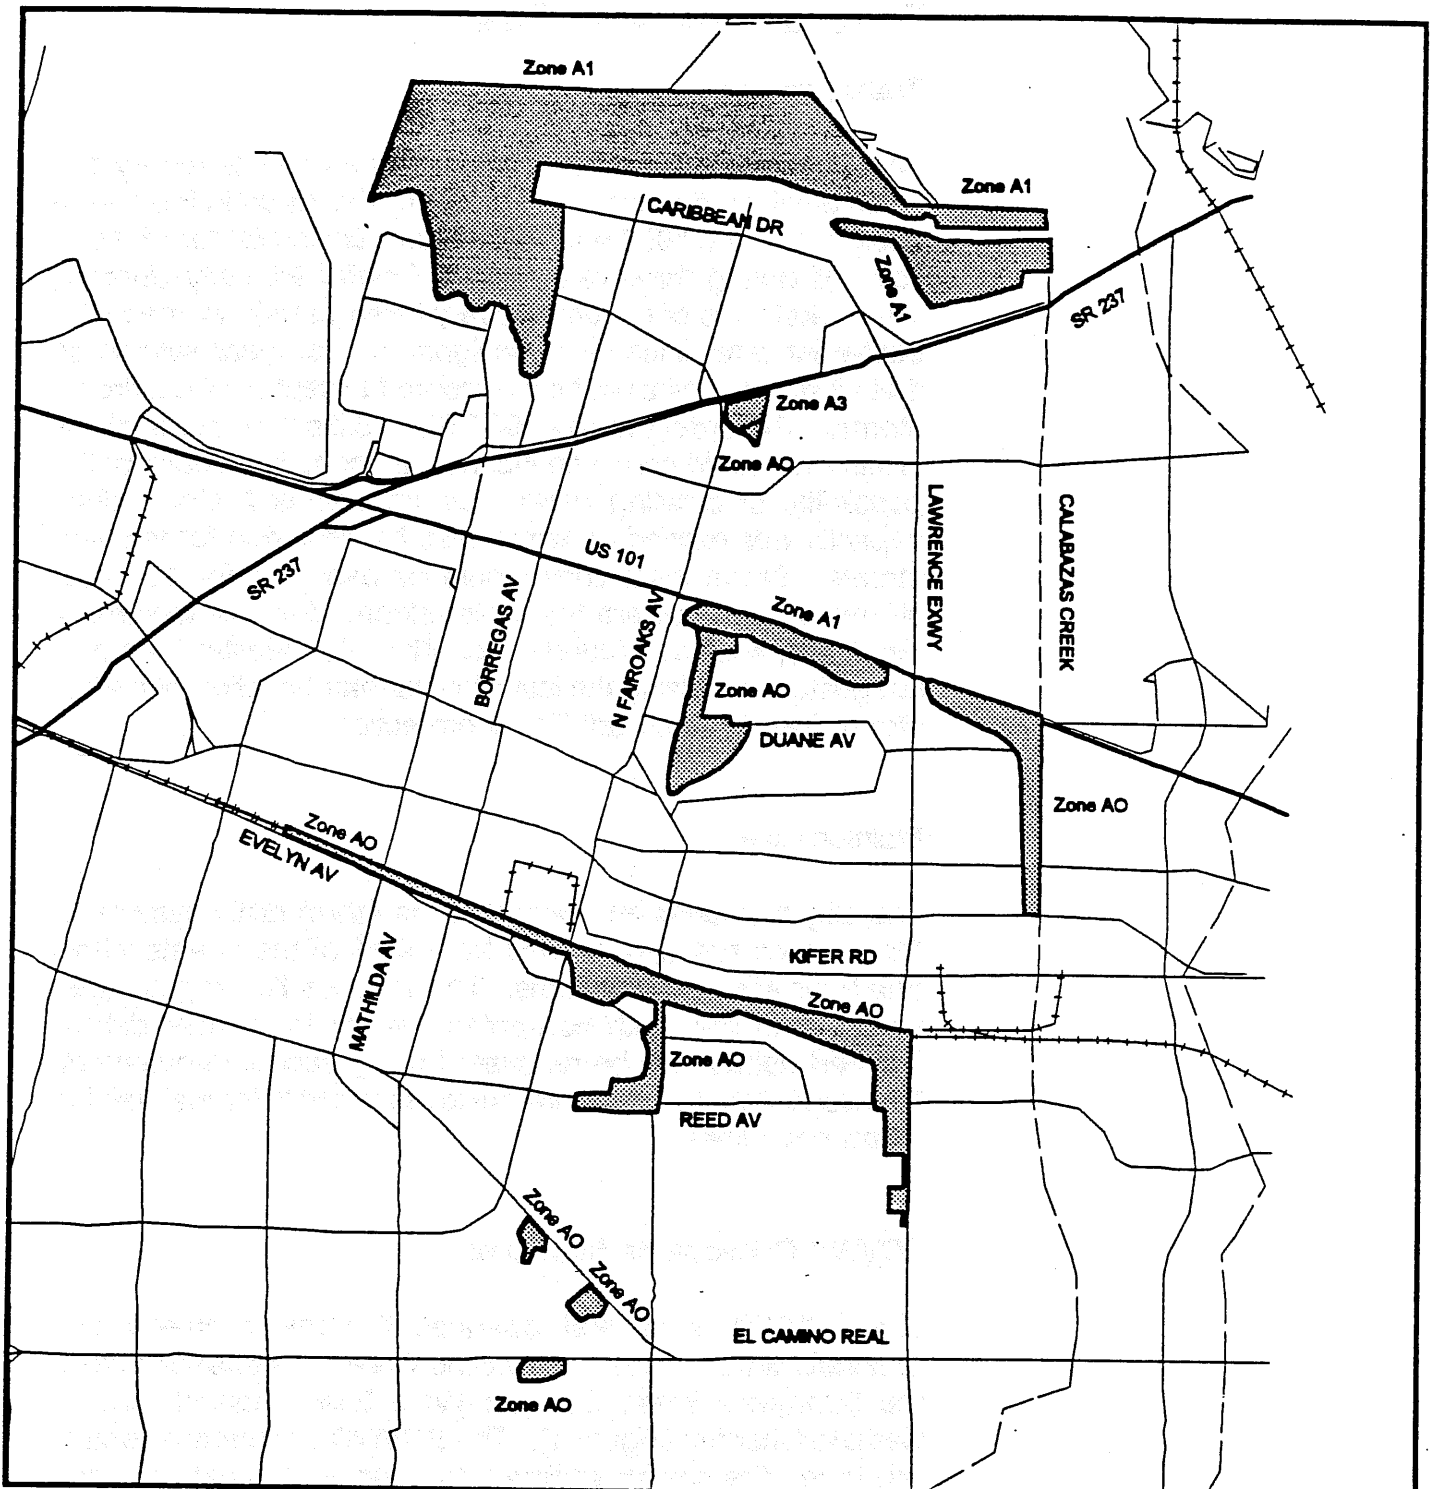 Zone A1
Zone A1
CARIBBEAN DR
Zone A1
SR 237
Zone A3
Zone AO
LAWRENCE EXWY
CALABAZAS CREEK
US 101
SR 237
BORREGAS AV
N FAIROAKS AV
Zone A1
Zone AO
DUANE AV
Zone AO
Zone AO
EVELYN AV
MATHILDA AV
KIFER RD
Zone AO
Zone AO
REED AV
Zone AO
Zone AO
EL CAMINO REAL
Zone AO